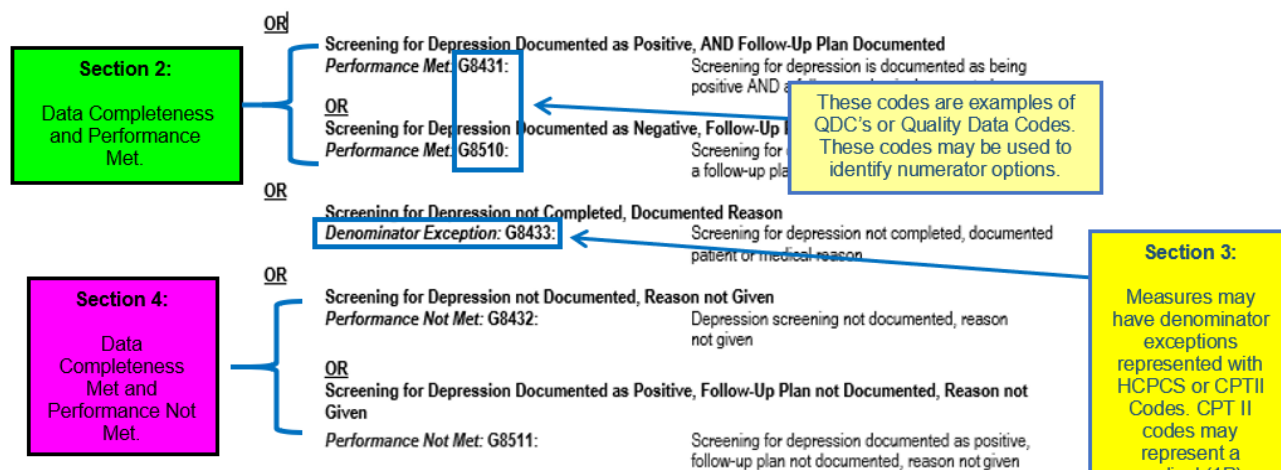 OR
Screening for Depression Documented as Positive, AND Follow-Up Plan Documented
Performance Met: G8431:
Screening for depression is documented as being
positive AND a
OR
Screening for Depression Documented as Negative, Follow-Up
Performance Met: G8510:
Screening for
a follow-up
Section 2:
Data Completeness
and Performance
Met.
These codes are examples of
QDC's or Quality Data Codes.
These codes may be used to
identify numerator options.
OR
Screening for Depression not Completed, Documented Reason
Denominator Exception: G8433:
Screening for depression not completed, documented
patient or medical reason
OR
Section 3:
Measures may
have denominator
exceptions
represented with
HCPCS or CPTII
Codes. CPT II
codes may
represent a
Section 4:
Data
Completeness
Met and
Performance Not
Met.
Screening for Depression not Documented, Reason not Given
Performance Not Met: G8432:
Depression screening not documented, reason
not given
OR
Screening for Depression Documented as Positive, Follow-Up Plan not Documented, Reason not
Given
Performance Not Met: G8511:
Screening for depression documented as positive,
follow-up plan not documented, reason not given